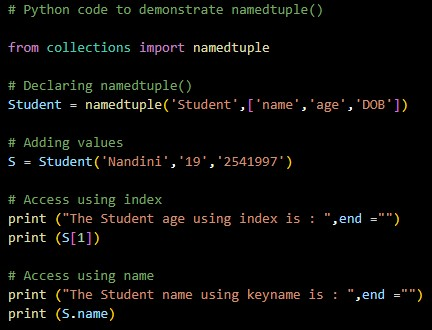 # Python code to demonstrate namedtuple()
from collections import namedtuple
# Declaring namedtuple()
Student = namedtuple('Student',['name','age','DOB'])
# Adding values
S = Student('Nandini','19','2541997')
# Access using index
print ("The Student age using index is : ",end ="")
print (S[1])
# Access using name
print ("The Student name using keyname is : ",end ="")
print (S.name)